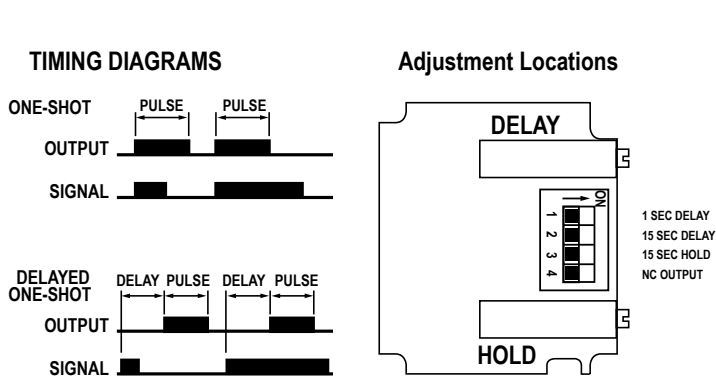 TIMING DIAGRAMS
ONE-SHOT
PULSE PULSE
OUTPUT
SIGNAL
DELAYED
ONE-SHOT
DELAY PULSE DELAY PULSE
OUTPUT
SIGNAL
Adjustment Locations
DELAY
ON
1
2
3
4
1 SEC DELAY
15 SEC DELAY
15 SEC HOLD
NC OUTPUT
HOLD